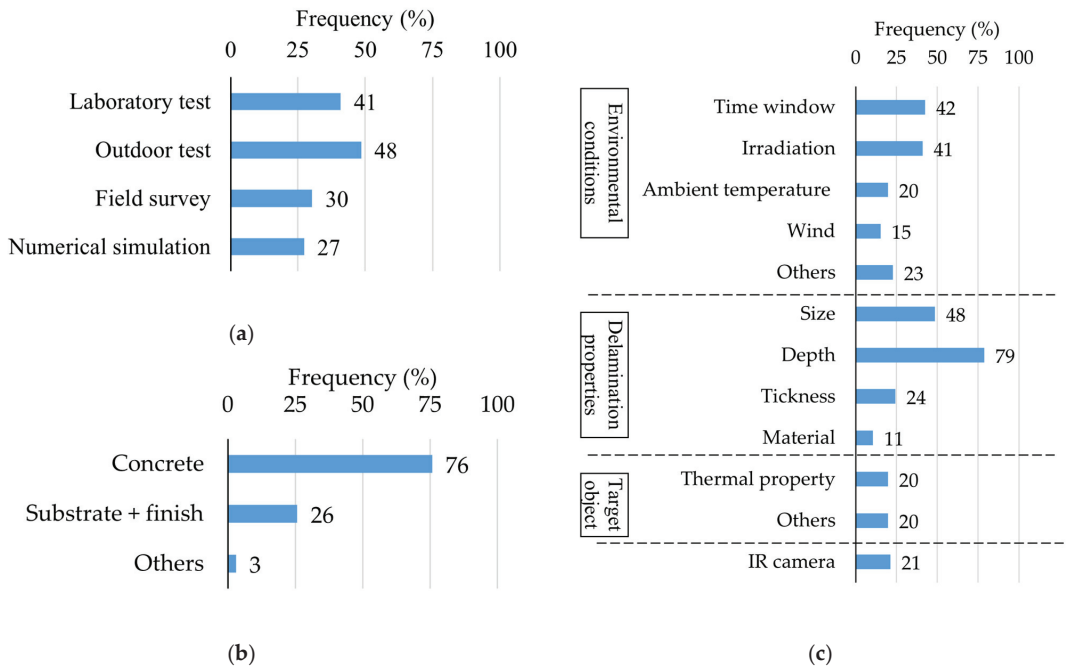 Frequency (%)
0 25 50 75 100
Laboratory test 41
Outdoor test 48
Field survey 30
Numerical simulation 27
(a)
Frequency (%)
0 25 50 75 100
Concrete 76
Substrate + finish 26
Others 3
(b)
Frequency (%)
0 25 50 75 100
Environmental
conditions
Time window 42
Irradiation 41
Ambient temperature 20
Wind 15
Others 23
Delamination
properties
Size 48
Depth 79
Tickness 24
Material 11
Target
object
Thermal property 20
Others 20
IR camera 21
(c)